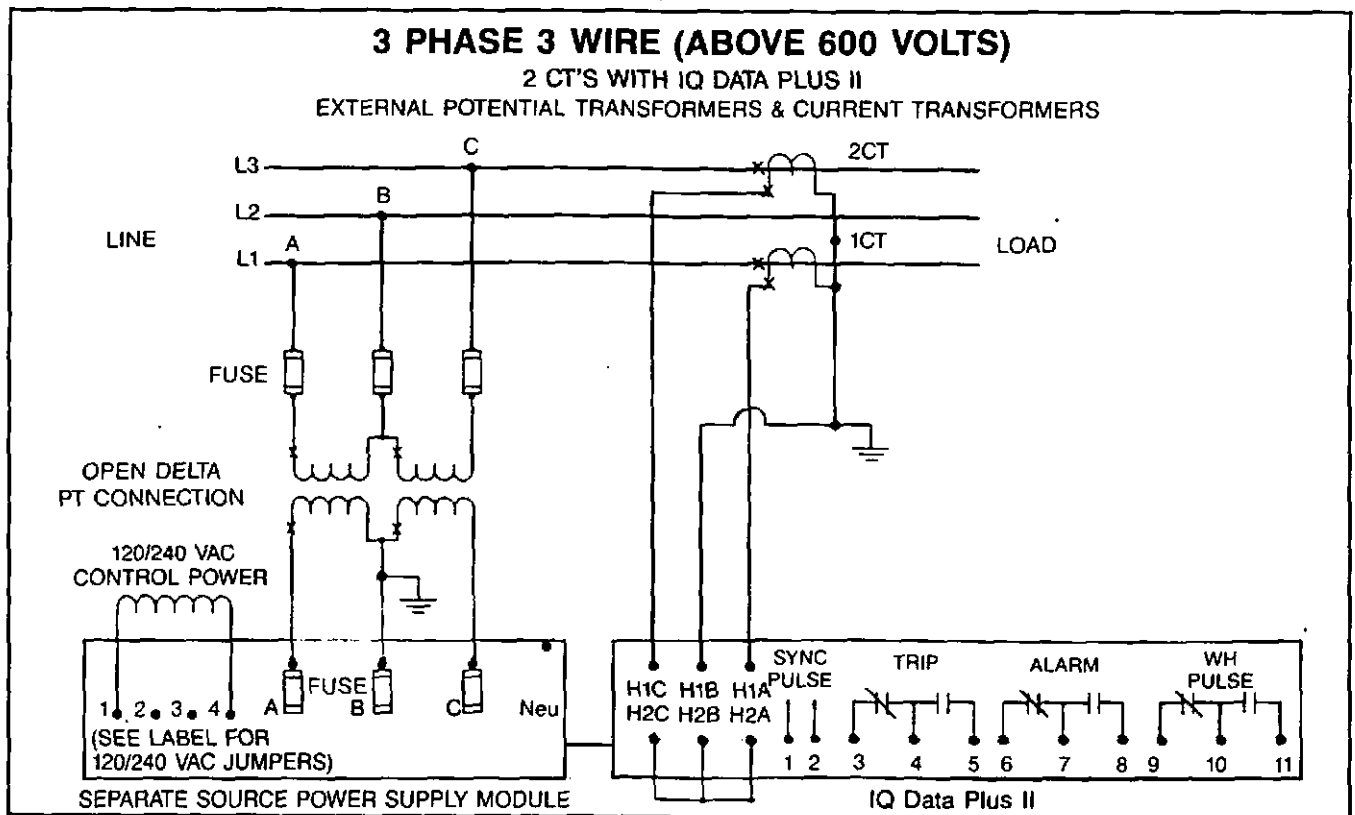 3 PHASE 3 WIRE (ABOVE 600 VOLTS)
2 CT'S WITH IQ DATA PLUS II
EXTERNAL POTENTIAL TRANSFORMERS & CURRENT TRANSFORMERS
C
L3
2CT
B
L2
LINE
A
1CT
LOAD
L1
FUSE
OPEN DELTA
PT CONNECTION
120/240 VAC
CONTROL POWER
1 2 3 4
A FUSE B C Neu
(SEE LABEL FOR
120/240 VAC JUMPERS)
SEPARATE SOURCE POWER SUPPLY MODULE
H1C H1B H1A
H2C H2B H2A
SYNC
PULSE
TRIP
ALARM
WH
PULSE
1 2 3 4 5 6 7 8 9 10 11
IQ Data Plus II